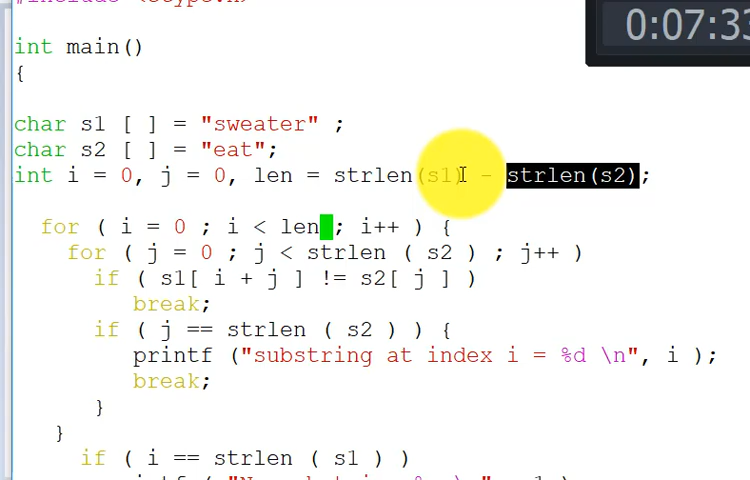 0:07:33
int main()
{
char s1 [ ] = "sweater" ;
char s2 [ ] = "eat";
int i = 0, j = 0, len = strlen(s1) - strlen(s2);
for ( i = 0 ; i < len ; i++ ) {
for ( j = 0 ; j < strlen ( s2 ) ; j++ )
if ( s1[ i + j ] != s2[ j ] )
break;
if ( j == strlen ( s2 ) ) {
printf ("substring at index i = %d \n", i );
break;
}
}
if ( i == strlen ( s1 ) )